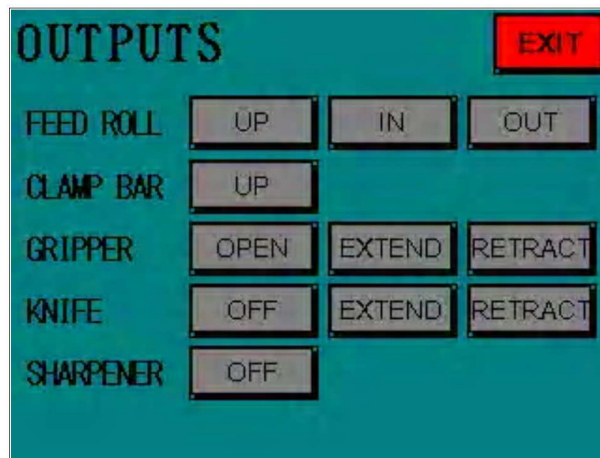 OUTPUTS EXIT
FEED ROLL UP IN OUT
CLAMP BAR UP
GRIPPER OPEN EXTEND RETRACT
KNIFE OFF EXTEND RETRACT
SHARPENER OFF